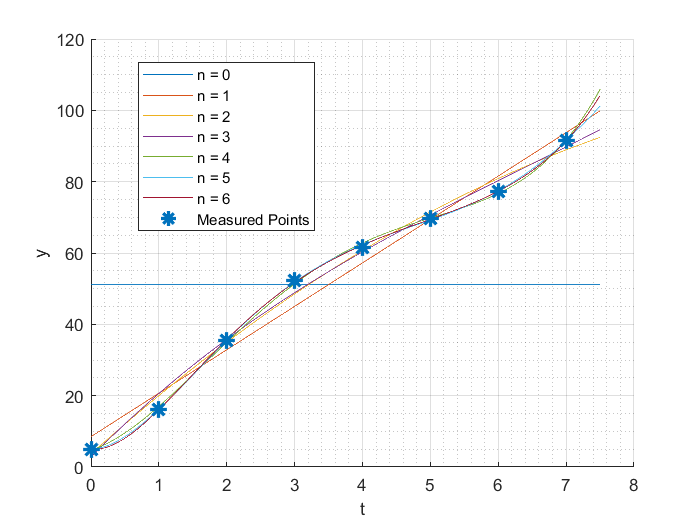 120
100
80
60
40
20
0
y
n = 0
n = 1
n = 2
n = 3
n = 4
n = 5
n = 6
Measured Points
0 1 2 3 4 5 6 7 8
t